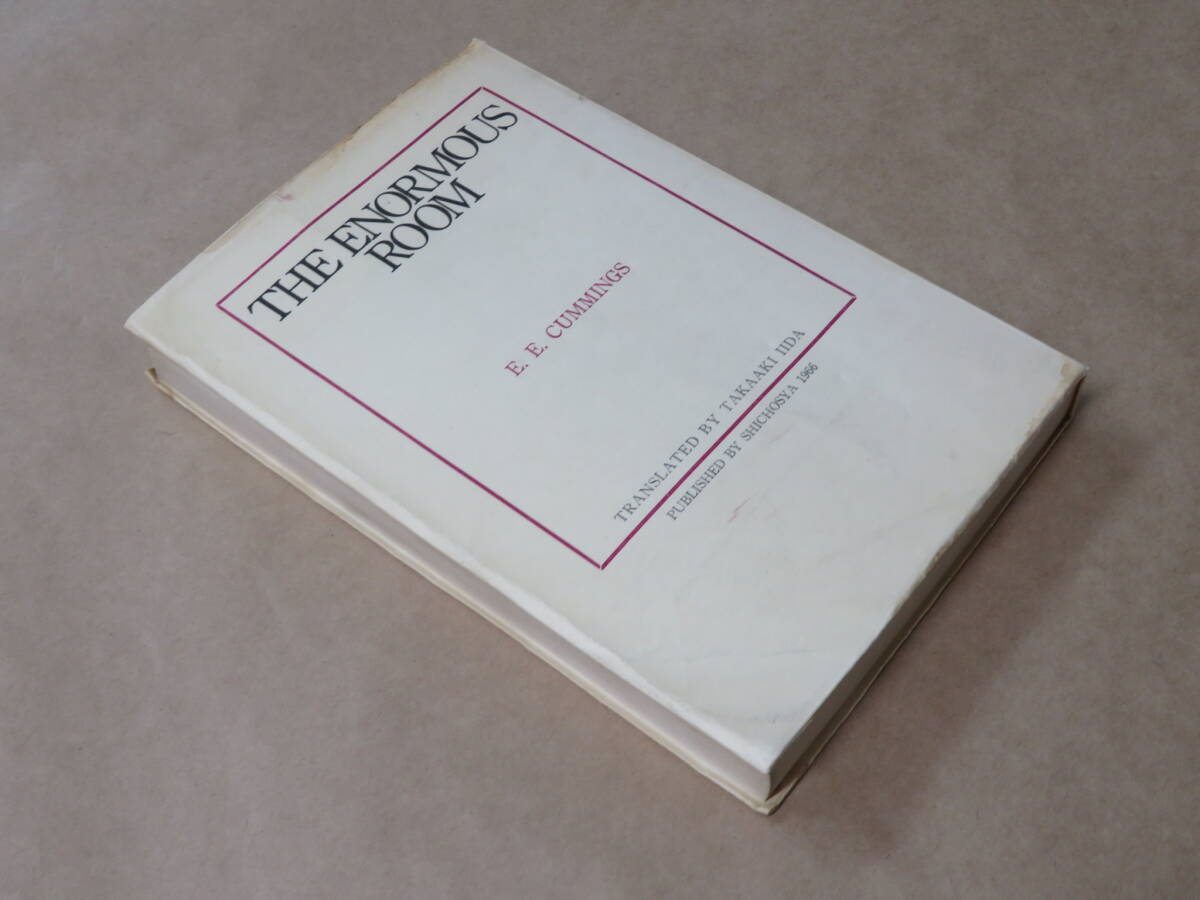 THE ENORMOUS
ROOM
E. E. CUMMINGS
TRANSLATED BY TAKAAKI IIDA
PUBLISHED BY SHICHOSYA 1966